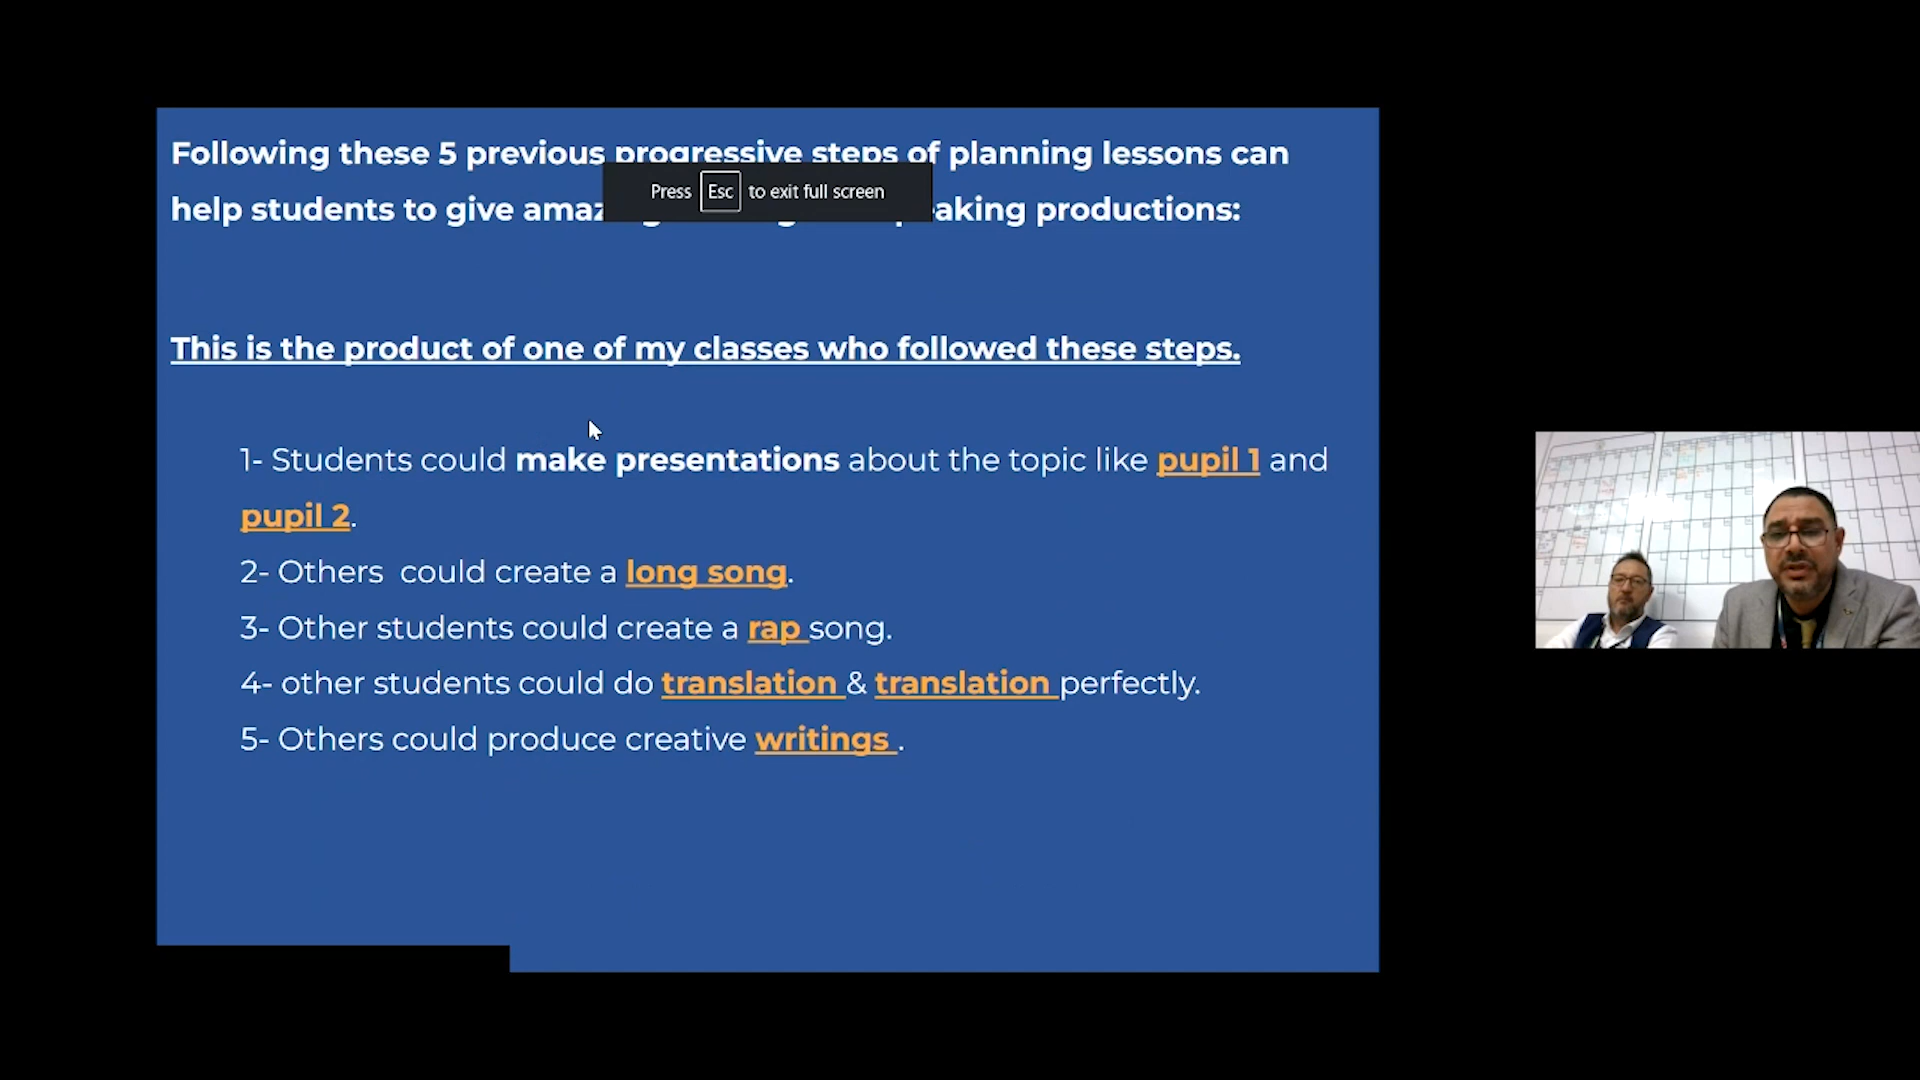 Following these 5 previous progressive steps of planning lessons can
Press Esc to exit full screen
help students to give productions:
This is the product of one of my classes who followed these steps.
1- Students could make presentations about the topic like pupil 1 and
pupil 2.
2- Others could create a long song.
3- Other students could create a rap song.
4- other students could do translation & translation perfectly.
5- Others could produce creative writings .